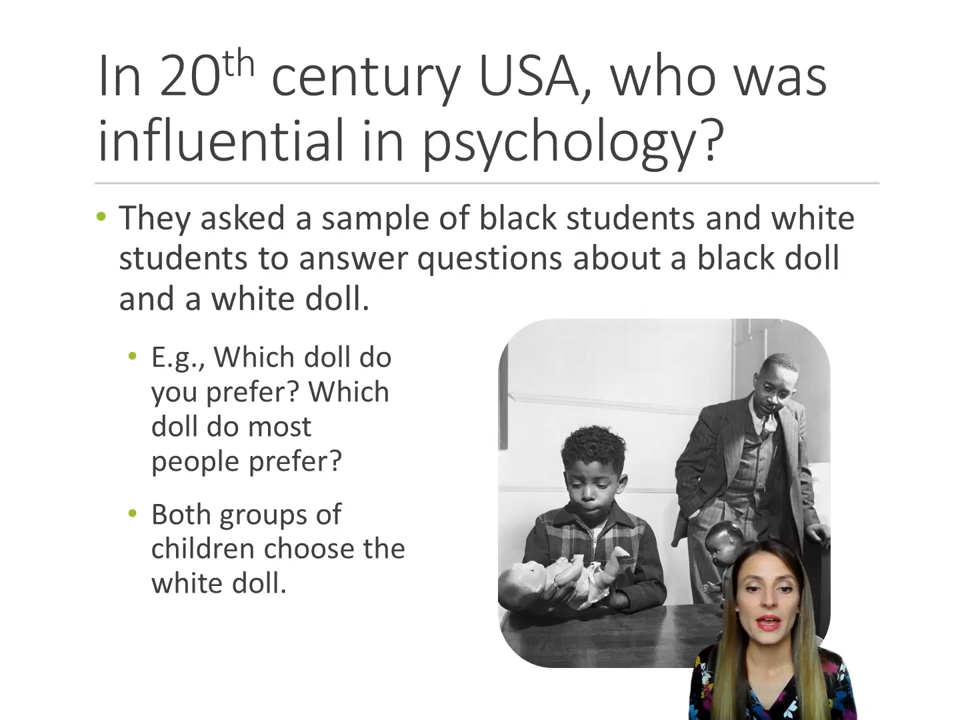 In 20th century USA, who was
influential in psychology?
• They asked a sample of black students and white
students to answer questions about a black doll
and a white doll.
• E.g., Which doll do
you prefer? Which
doll do most
people prefer?
• Both groups of
children choose the
white doll.